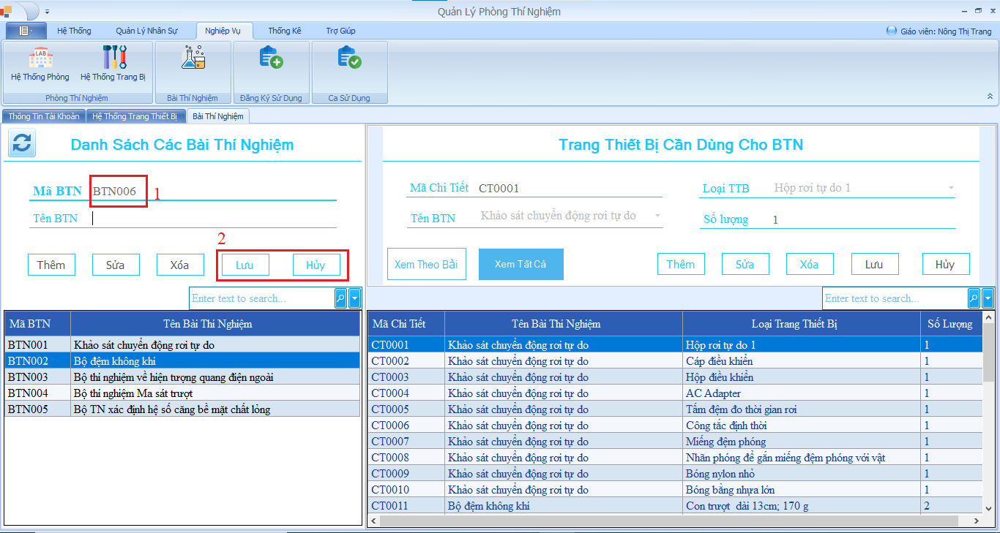 Quản Lý Phòng Thí Nghiệm
Hệ Thống Quản Lý Nhân Sự Nghiệp Vụ Thống Kê Trợ Giúp Giáo viên: Nông Thị Trang
LAB
Hệ Thống Phòng Hệ Thống Trang Bị
Phòng Thí Nghiệm Bài Thí Nghiệm Đăng Ký Sử Dụng Ca Sử Dụng
Thông Tin Tài Khoản Hệ Thống Trang Thiết Bị Bài Thí Nghiệm
Danh Sách Các Bài Thí Nghiệm
Mã BTN BTN006 1
Tên BTN
2
Thêm Sửa Xóa Lưu Hủy
Enter text to search...
Mã BTN Tên Bài Thí Nghiệm
BTN001 Khảo sát chuyển động rơi tự do
BTN002 Bộ đệm không khí
BTN003 Bộ thí nghiệm về hiện tượng quang điện ngoài
BTN004 Bộ thí nghiệm Ma sát trượt
BTN005 Bộ TN xác định hệ số căng bề mặt chất lỏng
Trang Thiết Bị Cần Dùng Cho BTN
Mã Chi Tiết CT0001 Loại TTB Hộp rơi tự do 1
Tên BTN Khảo sát chuyển động rơi tự do Số lượng 1
Xem Theo Bài Xem Tất Cả Thêm Sửa Xóa Lưu Hủy
Enter text to search...
Mã Chi Tiết Tên Bài Thí Nghiệm Loại Trang Thiết Bị Số Lượng
CT0001 Khảo sát chuyển động rơi tự do Hộp rơi tự do 1 1
CT0002 Khảo sát chuyển động rơi tự do Cáp điều khiển 1
CT0003 Khảo sát chuyển động rơi tự do Hộp điều khiển 1
CT0004 Khảo sát chuyển động rơi tự do AC Adapter 1
CT0005 Khảo sát chuyển động rơi tự do Tấm đệm đo thời gian rơi 1
CT0006 Khảo sát chuyển động rơi tự do Công tắc định thời 1
CT0007 Khảo sát chuyển động rơi tự do Miếng đệm phóng 1
CT0008 Khảo sát chuyển động rơi tự do Nhãn phóng để gắn miếng đệm phóng với vật 1
CT0009 Khảo sát chuyển động rơi tự do Bóng nylon nhỏ 1
CT0010 Khảo sát chuyển động rơi tự do Bóng bằng nhựa lớn 1
CT0011 Bộ đệm không khí Con trượt dài 13cm; 170 g 2